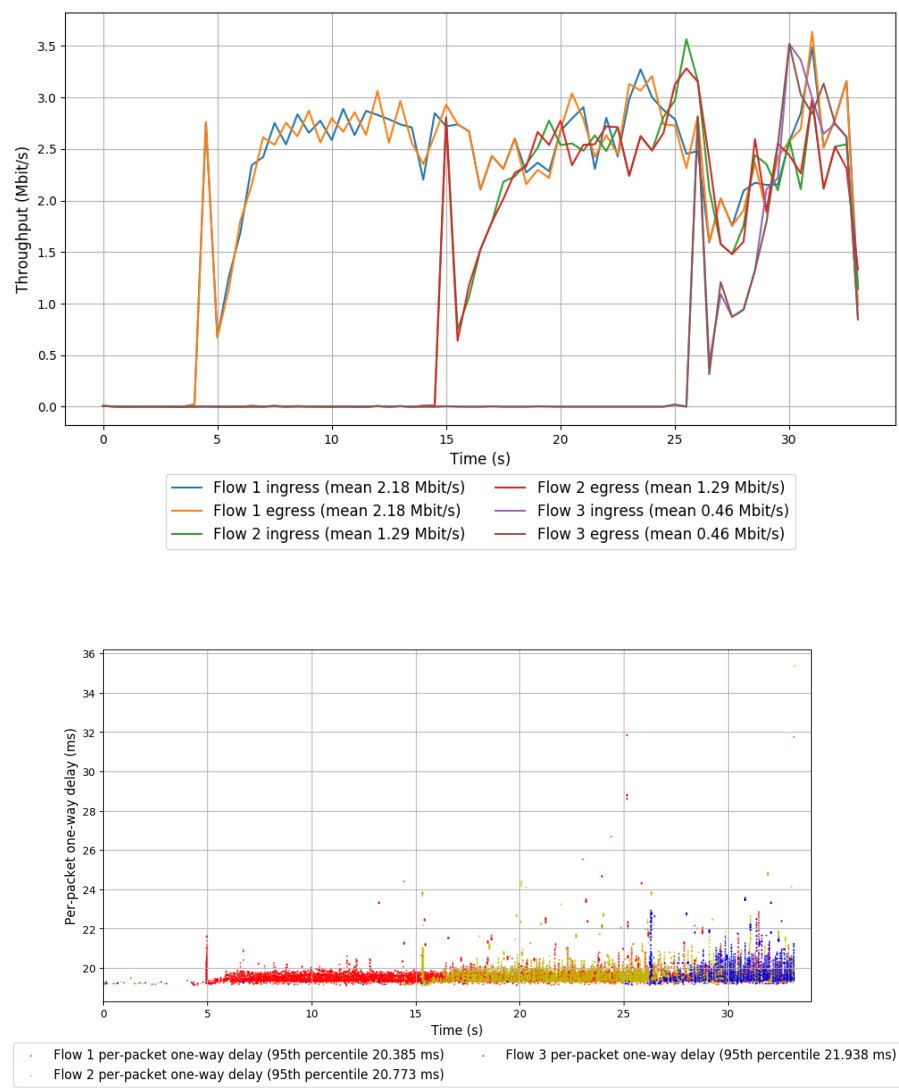 3.5
3.0
2.5
2.0
1.5
1.0
0.5
0.0
Throughput (Mbit/s)
0 5 10 15 20 25 30
Time (s)
Flow 1 ingress (mean 2.18 Mbit/s) Flow 2 egress (mean 1.29 Mbit/s)
Flow 1 egress (mean 2.18 Mbit/s) Flow 3 ingress (mean 0.46 Mbit/s)
Flow 2 ingress (mean 1.29 Mbit/s) Flow 3 egress (mean 0.46 Mbit/s)
36
34
32
30
28
26
24
22
20
Per-packet one-way delay (ms)
0 5 10 15 20 25 30
Time (s)
Flow 1 per-packet one-way delay (95th percentile 20.385 ms) Flow 3 per-packet one-way delay (95th percentile 21.938 ms)
Flow 2 per-packet one-way delay (95th percentile 20.773 ms)